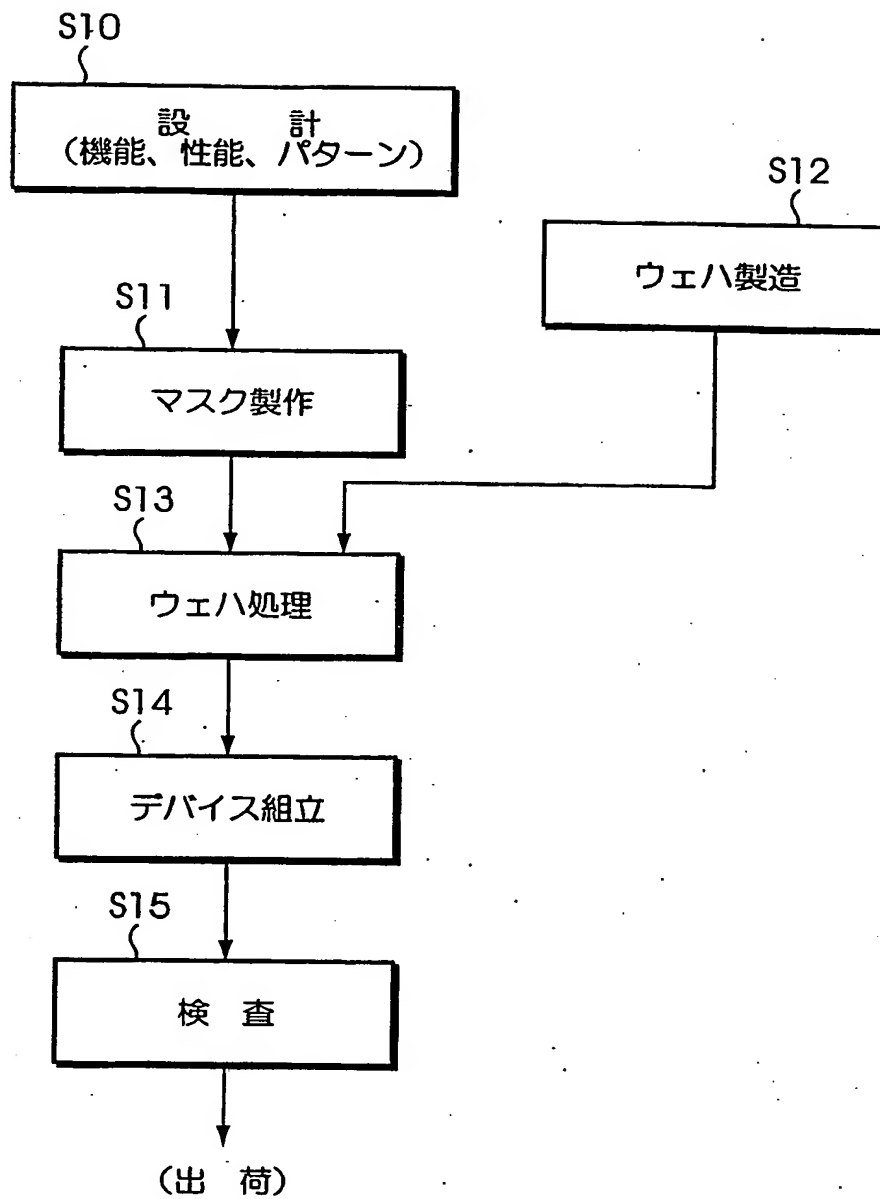 S10
設 計
(機能、性能、パターン)
S12
ウェハ製造
S11
マスク製作
S13
ウェハ処理
S14
デバイス組立
S15
検 査
(出 荷)